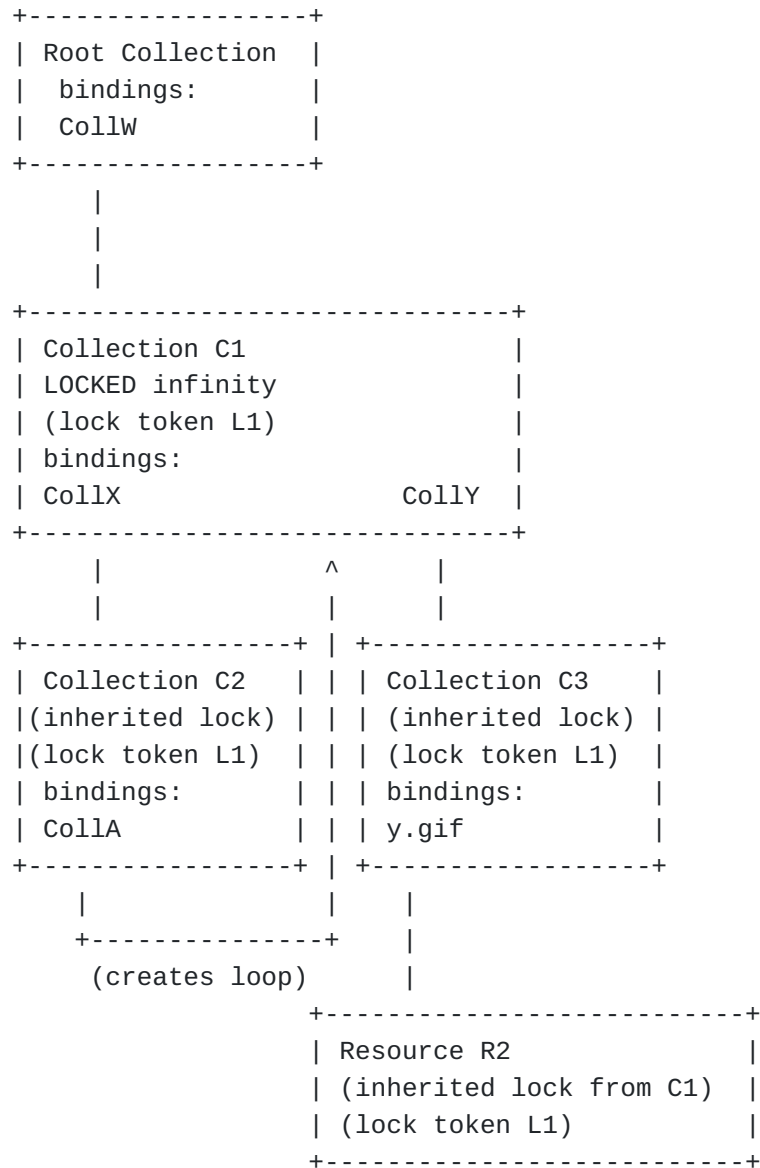 Root Collection
bindings:
CollW
Collection C1
LOCKED infinity
(lock token L1)
bindings:
CollX CollY
Collection C2 Collection C3
(inherited lock) (inherited lock)
(lock token L1) (lock token L1)
bindings: bindings:
CollA y.gif
(creates loop)
Resource R2
(inherited lock from C1)
(lock token L1)